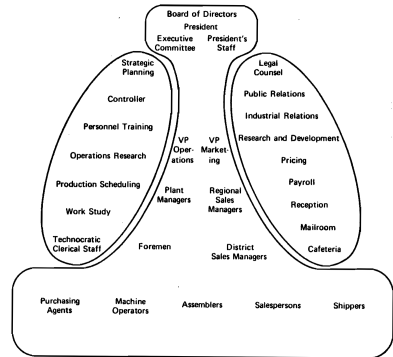 Board of Directors
President
Executive
Committee
President's
Staff
Strategic
Planning
Controller
Personnel Training
Operations Research
Production Scheduling
Work Study
Technocratic
Clerical Staff
VP
Oper-
ations
VP
Market-
ing
Plant
Managers
Regional
Sales
Managers
Foremen
District
Sales Managers
Legal
Counsel
Public Relations
Industrial Relations
Research and Development
Pricing
Payroll
Reception
Mailroom
Cafeteria
Purchasing
Agents
Machine
Operators
Assemblers
Salespersons
Shippers